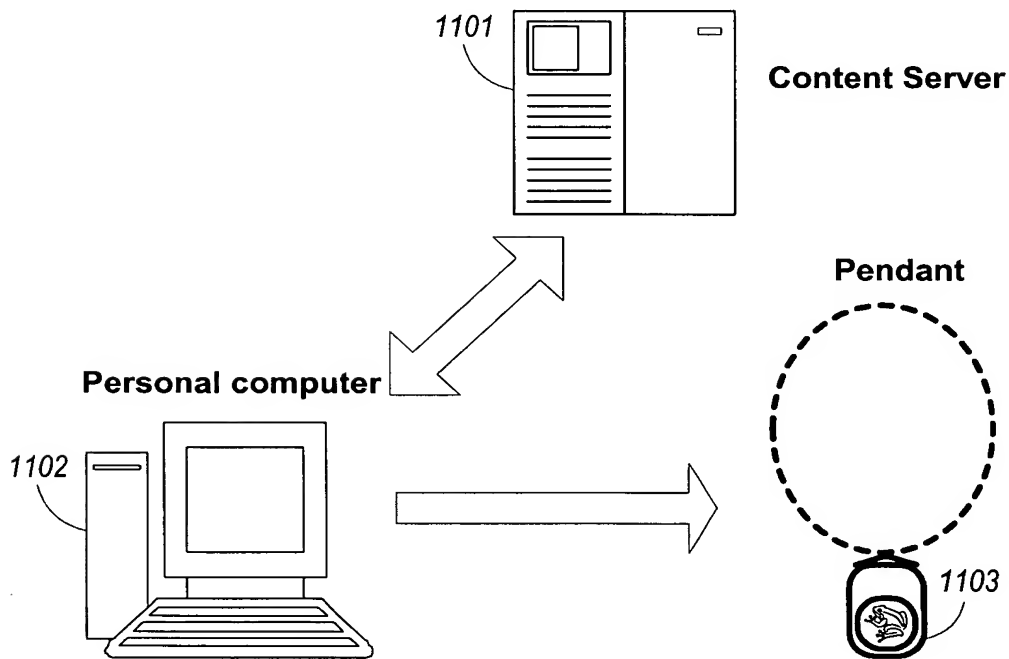 1101
Content Server
Pendant
Personal computer
1102
1103